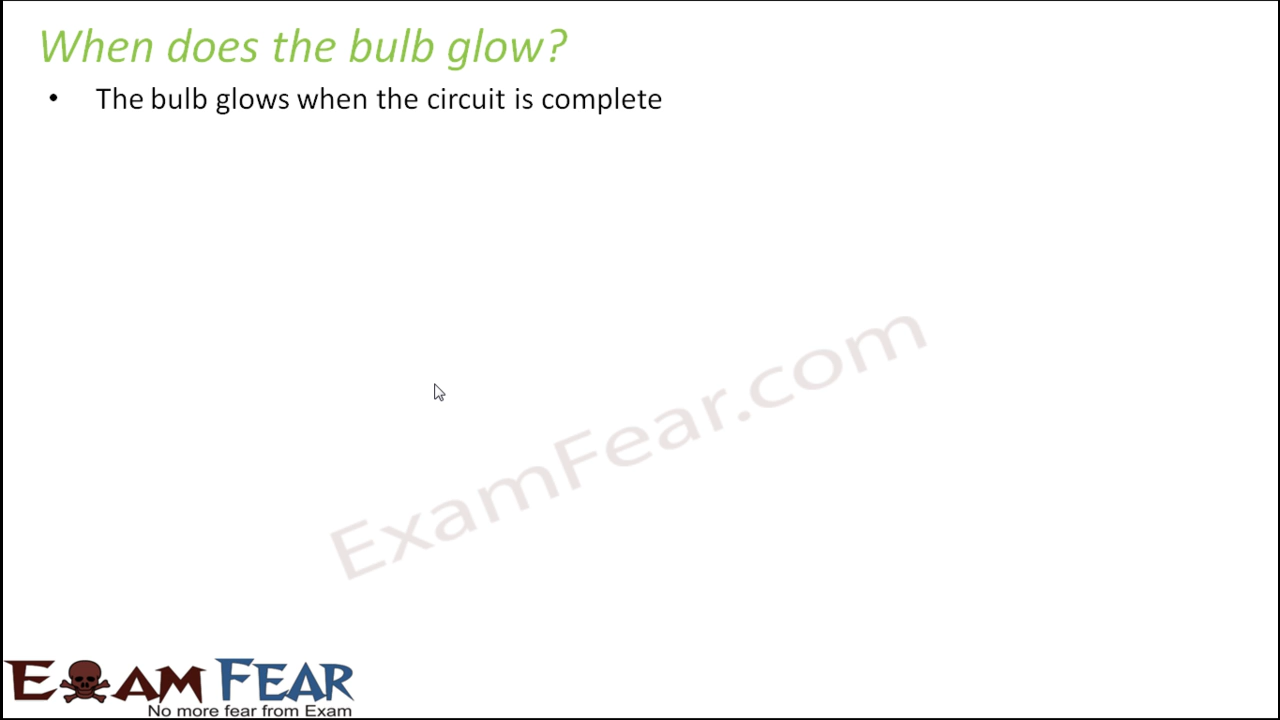 When does the bulb glow?
• The bulb glows when the circuit is complete
ExamFear.com
EXAM FEAR
No more fear from Exam